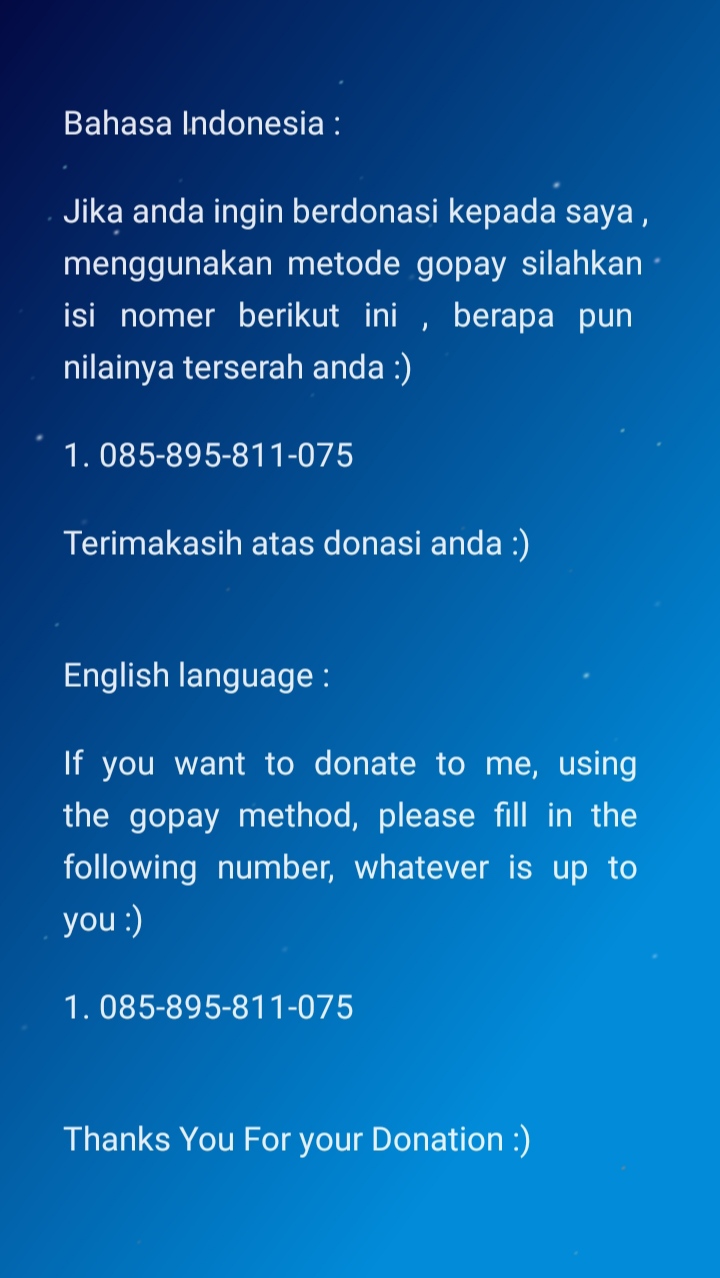 Bahasa Indonesia :
Jika anda ingin berdonasi kepada saya ,
menggunakan metode gopay silahkan
isi nomer berikut ini , berapa pun
nilainya terserah anda :)
1. 085-895-811-075
Terimakasih atas donasi anda :)
English language :
If you want to donate to me, using
the gopay method, please fill in the
following number, whatever is up to
you :)
1. 085-895-811-075
Thanks You For your Donation :)